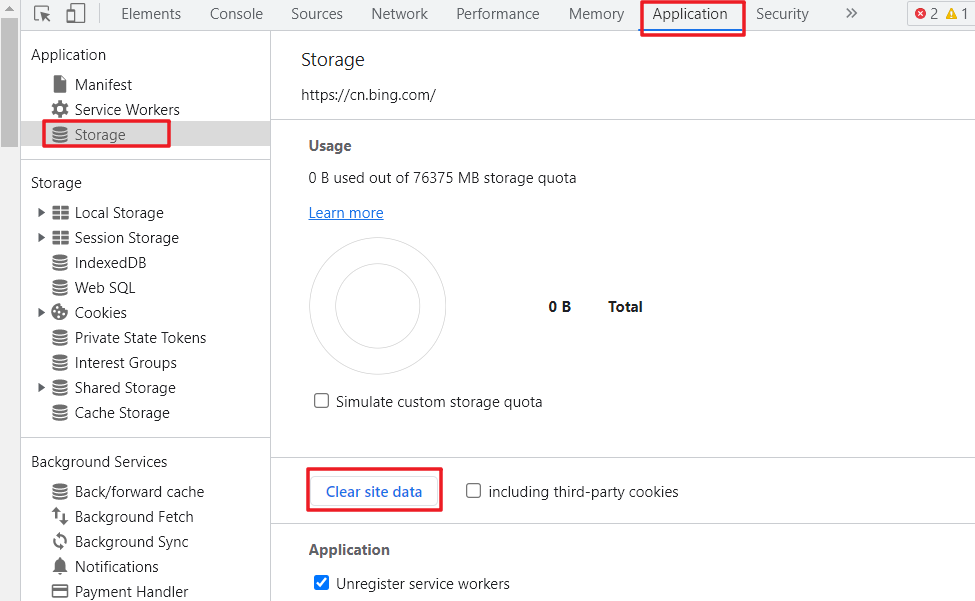 Elements Console Sources Network Performance Memory Application Security » 2 1
Application
Manifest
Service Workers
Storage
Storage
Local Storage
Session Storage
IndexedDB
Web SQL
Cookies
Private State Tokens
Interest Groups
Shared Storage
Cache Storage
Background Services
Back/forward cache
Background Fetch
Background Sync
Notifications
Payment Handler
Storage
https://cn.bing.com/
Usage
0 B used out of 76375 MB storage quota
Learn more
0 B Total
Simulate custom storage quota
Clear site data including third-party cookies
Application
Unregister service workers